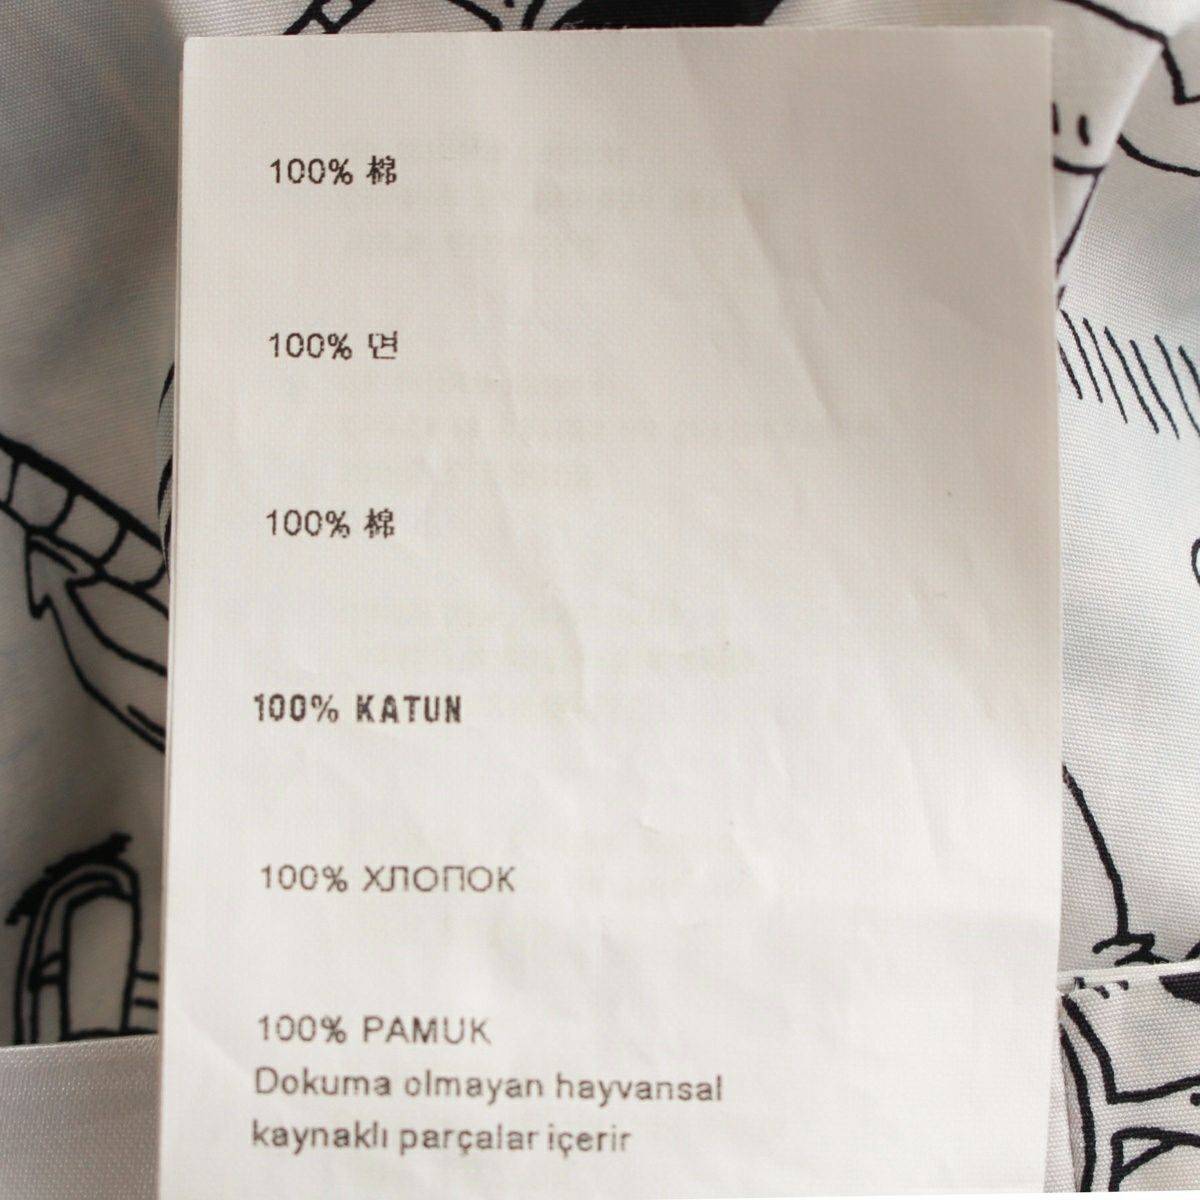 100% 棉
100% 면
100% 棉
100% KATUN
100% ХЛОПОК
100% PAMUK
Dokuma olmayan hayvansal
kaynaklı parçalar içerir